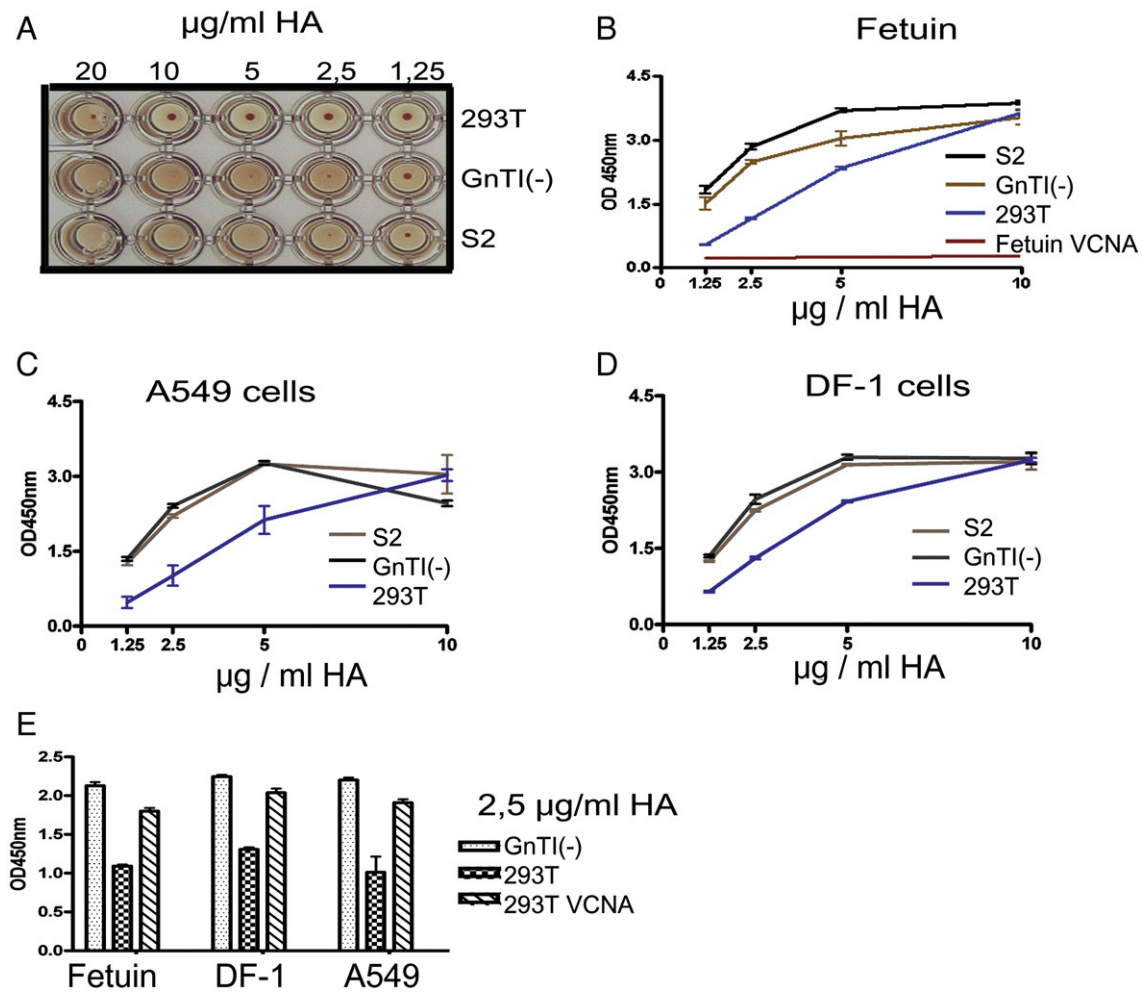 A
µg/ml HA
20 10 5 2,5 1,25
293T
GnTI(-)
S2
B
Fetuin
4.5
3.0
1.5
0.0
OD 450nm
S2
GnTI(-)
293T
Fetuin VCNA
0 1.25 2.5 5 10
µg / ml HA
C
A549 cells
4.5
3.0
1.5
0.0
OD450nm
S2
GnTI(-)
293T
0 1.25 2.5 5 10
µg / ml HA
D
DF-1 cells
4.5
3.0
1.5
0.0
OD450nm
S2
GnTI(-)
293T
0 1.25 2.5 5 10
µg / ml HA
E
2.5
2.0
1.5
1.0
0.5
0.0
OD450nm
Fetuin DF-1 A549
2,5 µg/ml HA
GnTI(-)
293T
293T VCNA